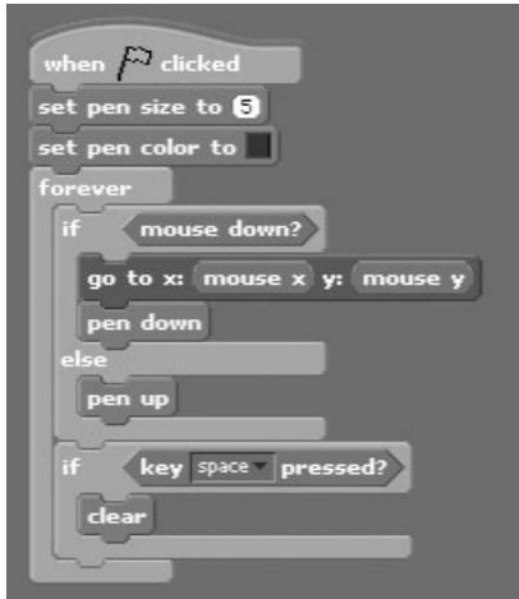 when clicked
set pen size to 5
set pen color to
forever
if mouse down?
go to x: mouse x y: mouse y
pen down
else
pen up
if key space pressed?
clear